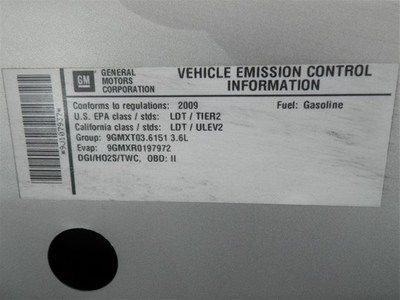 GM
GENERAL MOTORS CORPORATION
VEHICLE EMISSION CONTROL INFORMATION
Conforms to regulations: 2009 Fuel: Gasoline
U.S. EPA class / stds: LDT / TIER2
California class / stds: LDT / ULEV2
Group: 9GMXT03.6151 3.6L
Evap: 9GMXR0197972
DGI/HO2S/TWC, OBD: II